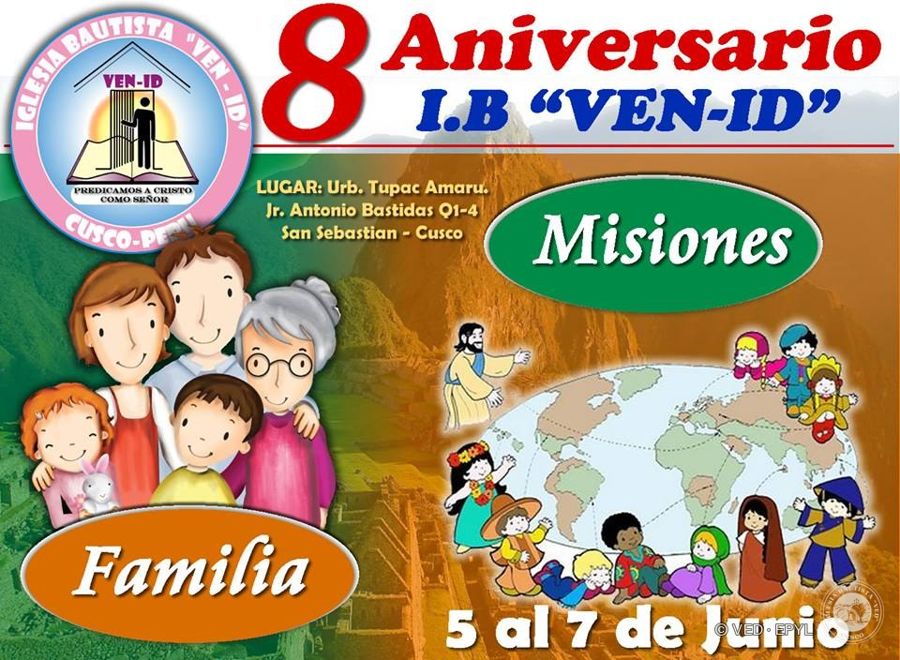 IGLESIA BAUTISTA "VEN - ID"
VEN-ID
PREDICAMOS A CRISTO
COMO SEÑOR
CUSCO-PERU
8 Aniversario
I.B "VEN-ID"
LUGAR: Urb. Tupac Amaru.
Jr. Antonio Bastidas Q1-4
San Sebastian - Cusco
Misiones
Familia
5 al 7 de Junio
© VED - EPYL